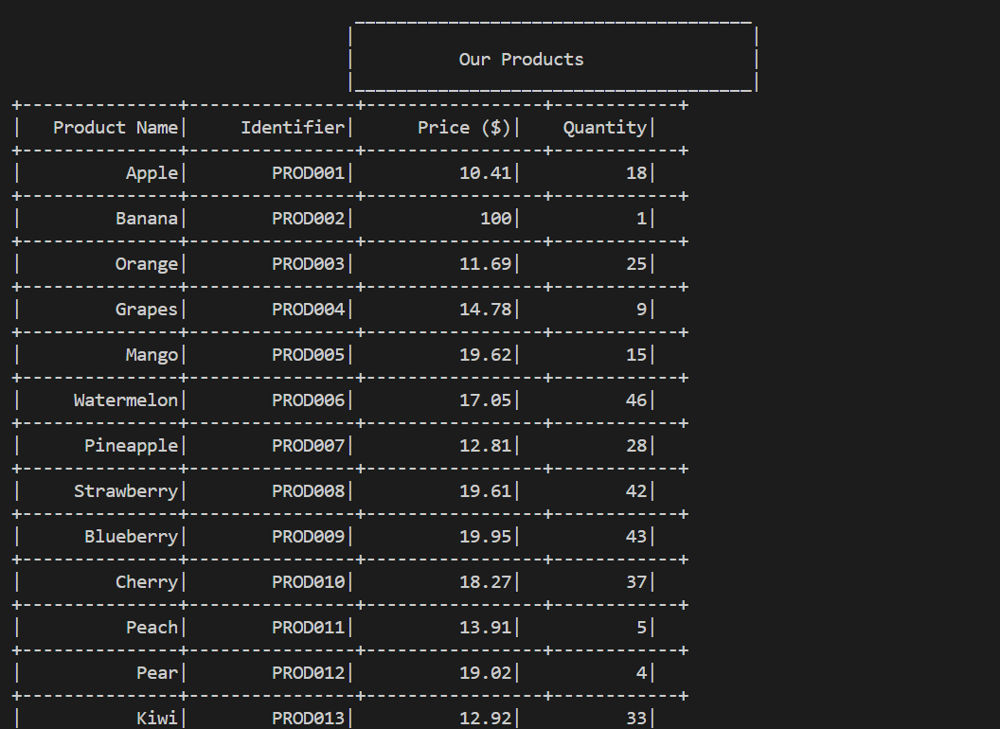 Our Products
+---------------+----------------+-----------------+------------+
| Product Name| Identifier| Price ($)| Quantity|
+---------------+----------------+-----------------+------------+
| Apple| PROD001| 10.41| 18|
+---------------+----------------+-----------------+------------+
| Banana| PROD002| 100| 1|
+---------------+----------------+-----------------+------------+
| Orange| PROD003| 11.69| 25|
+---------------+----------------+-----------------+------------+
| Grapes| PROD004| 14.78| 9|
+---------------+----------------+-----------------+------------+
| Mango| PROD005| 19.62| 15|
+---------------+----------------+-----------------+------------+
| Watermelon| PROD006| 17.05| 46|
+---------------+----------------+-----------------+------------+
| Pineapple| PROD007| 12.81| 28|
+---------------+----------------+-----------------+------------+
| Strawberry| PROD008| 19.61| 42|
+---------------+----------------+-----------------+------------+
| Blueberry| PROD009| 19.95| 43|
+---------------+----------------+-----------------+------------+
| Cherry| PROD010| 18.27| 37|
+---------------+----------------+-----------------+------------+
| Peach| PROD011| 13.91| 5|
+---------------+----------------+-----------------+------------+
| Pear| PROD012| 19.02| 4|
+---------------+----------------+-----------------+------------+
| Kiwi| PROD013| 12.92| 33|